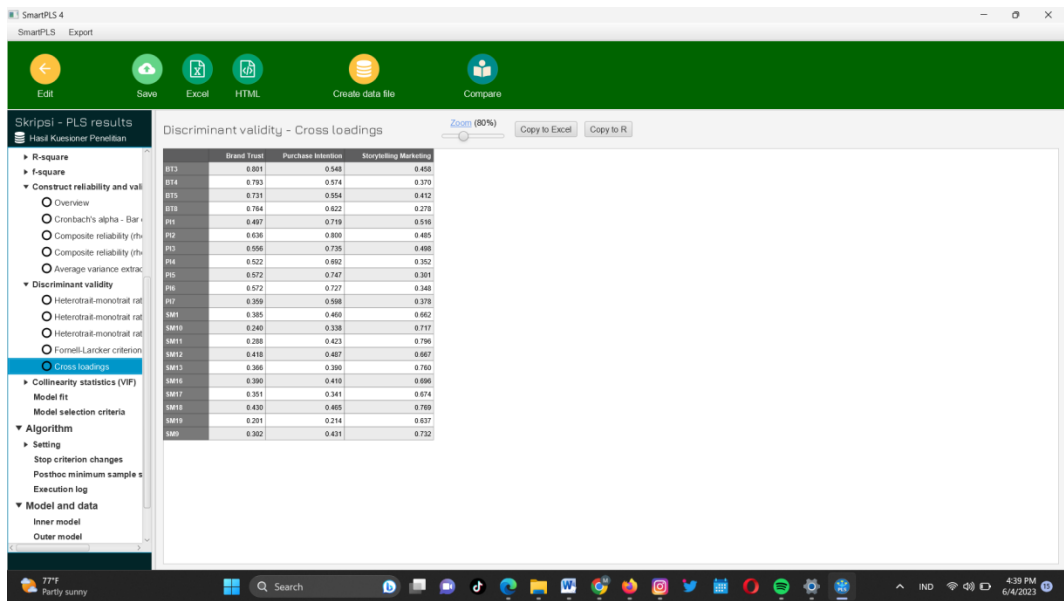 SmartPLS 4
SmartPLS Export
Edit Save Excel HTML Create data file Compare
Skripsi - PLS results
Hasil Kuesioner Penelitian
R-square
f-square
Construct reliability and vali
Overview
Cronbach's alpha - Bar
Composite reliability (rh
Composite reliability (rh
Average variance extrac
Discriminant validity
Heterotrait-monotrait rat
Heterotrait-monotrait rat
Heterotrait-monotrait rat
Fornell-Larcker criterion
Cross loadings
Collinearity statistics (VIF)
Model fit
Model selection criteria
Algorithm
Setting
Stop criterion changes
Posthoc minimum sample s
Execution log
Model and data
Inner model
Outer model
Discriminant validity - Cross loadings
Zoom (80%)
Copy to Excel Copy to R
Brand Trust Purchase Intention Storytelling Marketing
BT3 0.801 0.548 0.458
BT4 0.793 0.574 0.370
BT5 0.731 0.554 0.412
BT8 0.764 0.622 0.278
PI1 0.497 0.719 0.516
PI2 0.636 0.800 0.485
PI3 0.556 0.735 0.498
PI4 0.522 0.692 0.352
PI5 0.572 0.747 0.301
PI6 0.572 0.727 0.348
PI7 0.359 0.598 0.378
SM1 0.385 0.460 0.662
SM10 0.240 0.338 0.717
SM11 0.288 0.423 0.796
SM12 0.418 0.487 0.667
SM13 0.366 0.390 0.760
SM16 0.390 0.410 0.696
SM17 0.351 0.341 0.674
SM18 0.430 0.465 0.769
SM19 0.201 0.214 0.637
SM9 0.302 0.431 0.732
77°F
Partly sunny
Search
IND
4:39 PM
6/4/2023
15